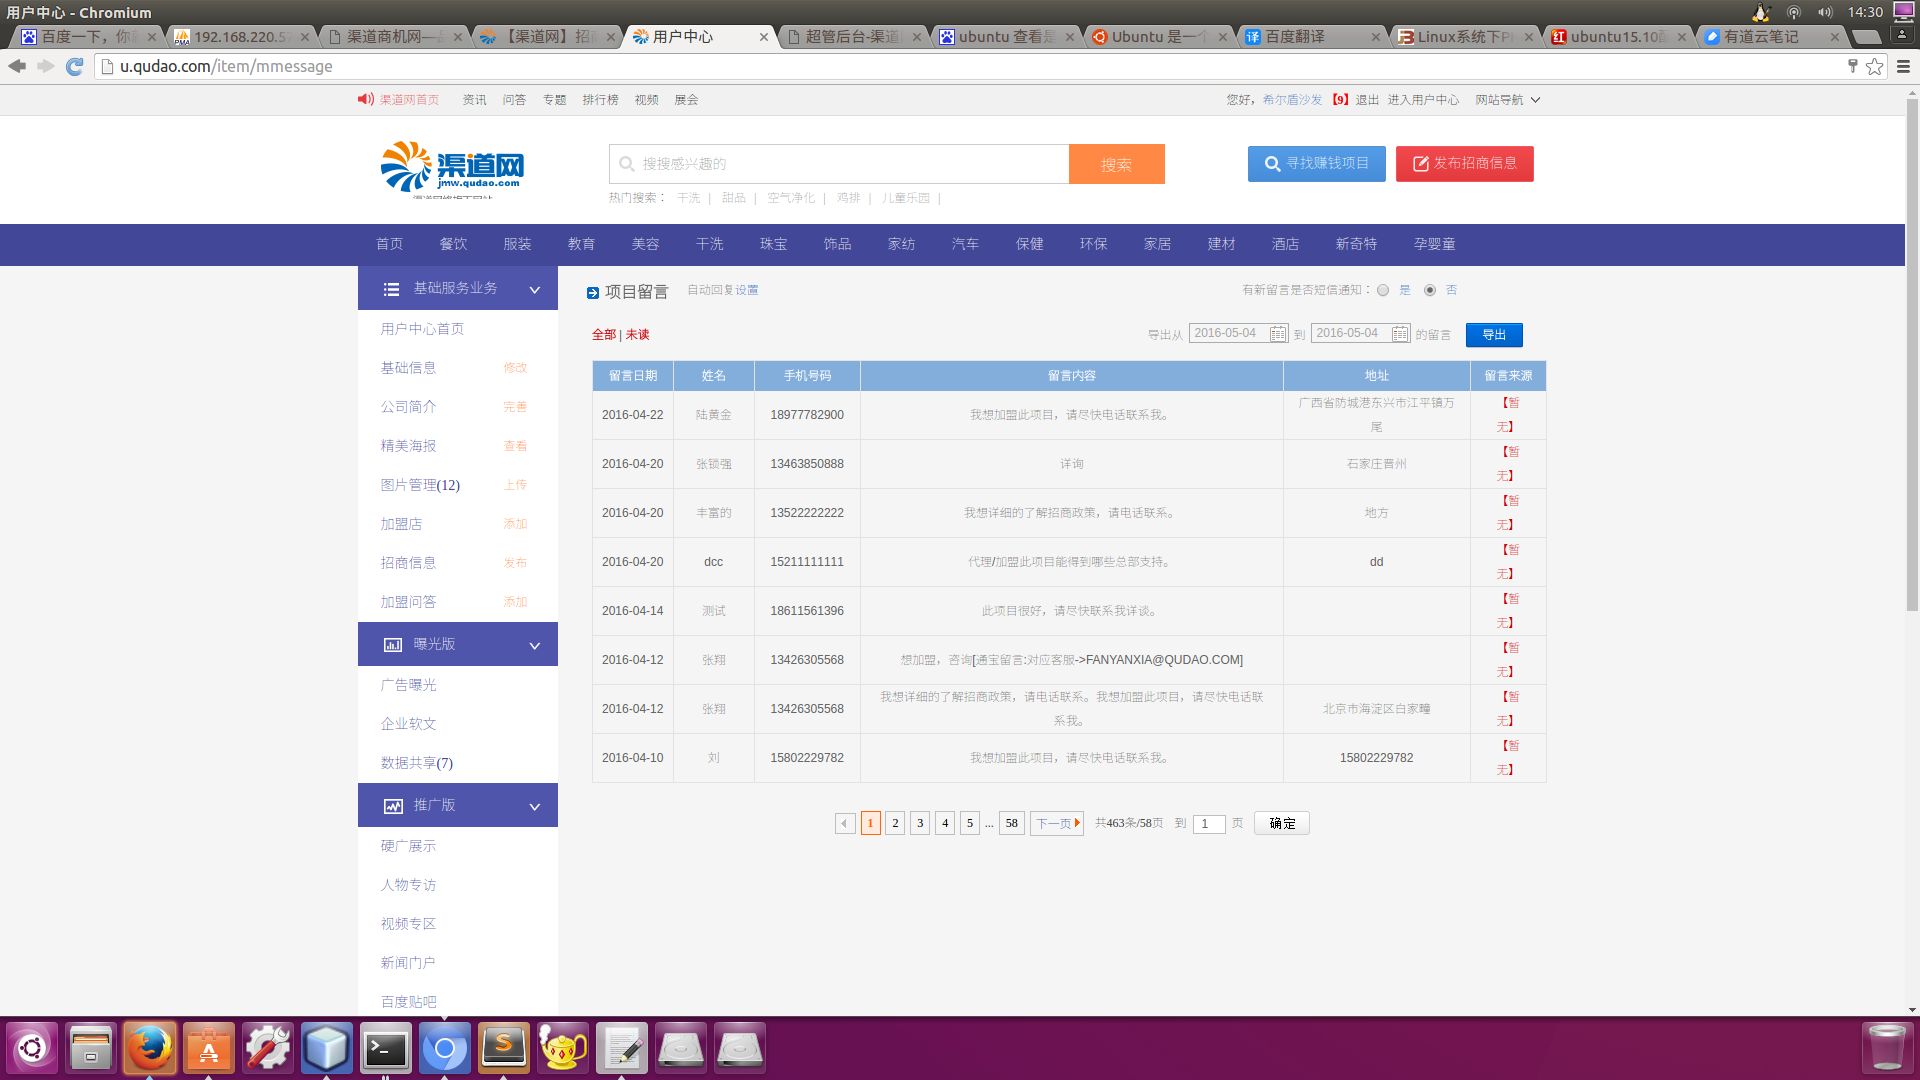 用户中心 - Chromium
14:30
百度一下，你就
192.168.220.5
渠道商机网—
【渠道网】招
用户中心
超管后台-渠道
ubuntu 查看是
Ubuntu 是一个
百度翻译
Linux系统下P
ubuntu15.10
有道云笔记
u.qudao.com/item/mmessage
渠道网首页 资讯 问答 专题 排行榜 视频 展会
您好，希尔盾沙发 【9】退出 进入用户中心 网站导航
渠道网
jmw.qudao.com
搜搜感兴趣的 搜索
寻找赚钱项目 发布招商信息
热门搜索： 干洗 | 甜品 | 空气净化 | 鸡排 | 儿童乐园 |
首页 餐饮 服装 教育 美容 干洗 珠宝 饰品 家纺 汽车 保健 环保 家居 建材 酒店 新奇特 孕婴童
基础服务业务
用户中心首页
基础信息 修改
公司简介 完善
精美海报 查看
图片管理(12) 上传
加盟店 添加
招商信息 发布
加盟问答 添加
曝光版
广告曝光
企业软文
数据共享(7)
推广版
硬广展示
人物专访
视频专区
新闻门户
百度贴吧
项目留言 自动回复设置
有新留言是否短信通知： 是 否
全部 | 未读
导出从 2016-05-04 到 2016-05-04 的留言 导出
留言日期 姓名 手机号码 留言内容 地址 留言来源
2016-04-22 陆黄金 18977782900 我想加盟此项目，请尽快电话联系我。 广西省防城港东兴市江平镇万尾 【暂无】
2016-04-20 张锁强 13463850888 详询 石家庄晋州 【暂无】
2016-04-20 丰富的 13522222222 我想详细的了解招商政策，请电话联系。 地方 【暂无】
2016-04-20 dcc 15211111111 代理/加盟此项目能得到哪些总部支持。 dd 【暂无】
2016-04-14 测试 18611561396 此项目很好，请尽快联系我详谈。 【暂无】
2016-04-12 张翔 13426305568 想加盟，咨询[通宝留言:对应客服->FANYANXIA@QUDAO.COM] 【暂无】
2016-04-12 张翔 13426305568 我想详细的了解招商政策，请电话联系。我想加盟此项目，请尽快电话联系我。 北京市海淀区白家疃 【暂无】
2016-04-10 刘 15802229782 我想加盟此项目，请尽快电话联系我。 15802229782 【暂无】
1 2 3 4 5 ... 58 下一页 共463条/58页 到 1 页 确定